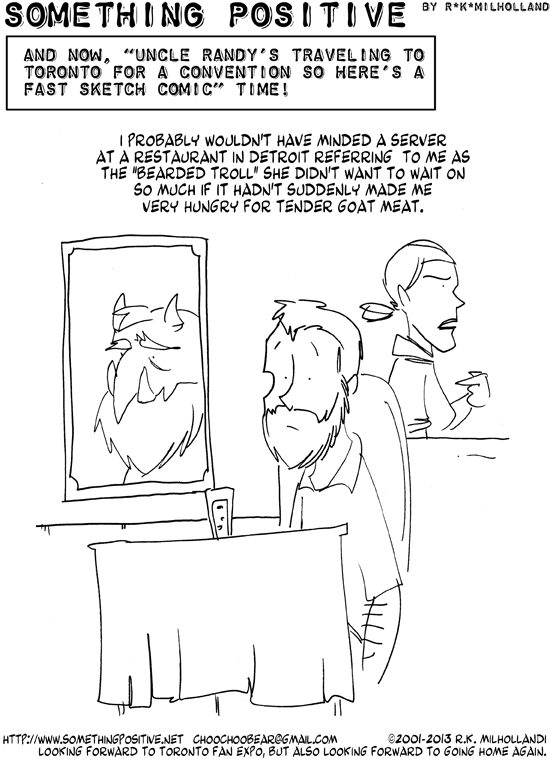 SOMETHING POSITIVE BY R*K*MILHOLLAND
AND NOW, "UNCLE RANDY'S TRAVELING TO
TORONTO FOR A CONVENTION SO HERE'S A
FAST SKETCH COMIC" TIME!
I PROBABLY WOULDN'T HAVE MINDED A SERVER
AT A RESTAURANT IN DETROIT REFERRING TO ME AS
THE "BEARDED TROLL" SHE DIDN'T WANT TO WAIT ON
SO MUCH IF IT HADN'T SUDDENLY MADE ME
VERY HUNGRY FOR TENDER GOAT MEAT.
HTTP://WWW.SOMETHINGPOSITIVE.NET CHOOCHOOBEAR@GMAIL.COM ©2001-2013 R.K. MILHOLLANDI
LOOKING FORWARD TO TORONTO FAN EXPO, BUT ALSO LOOKING FORWARD TO GOING HOME AGAIN.